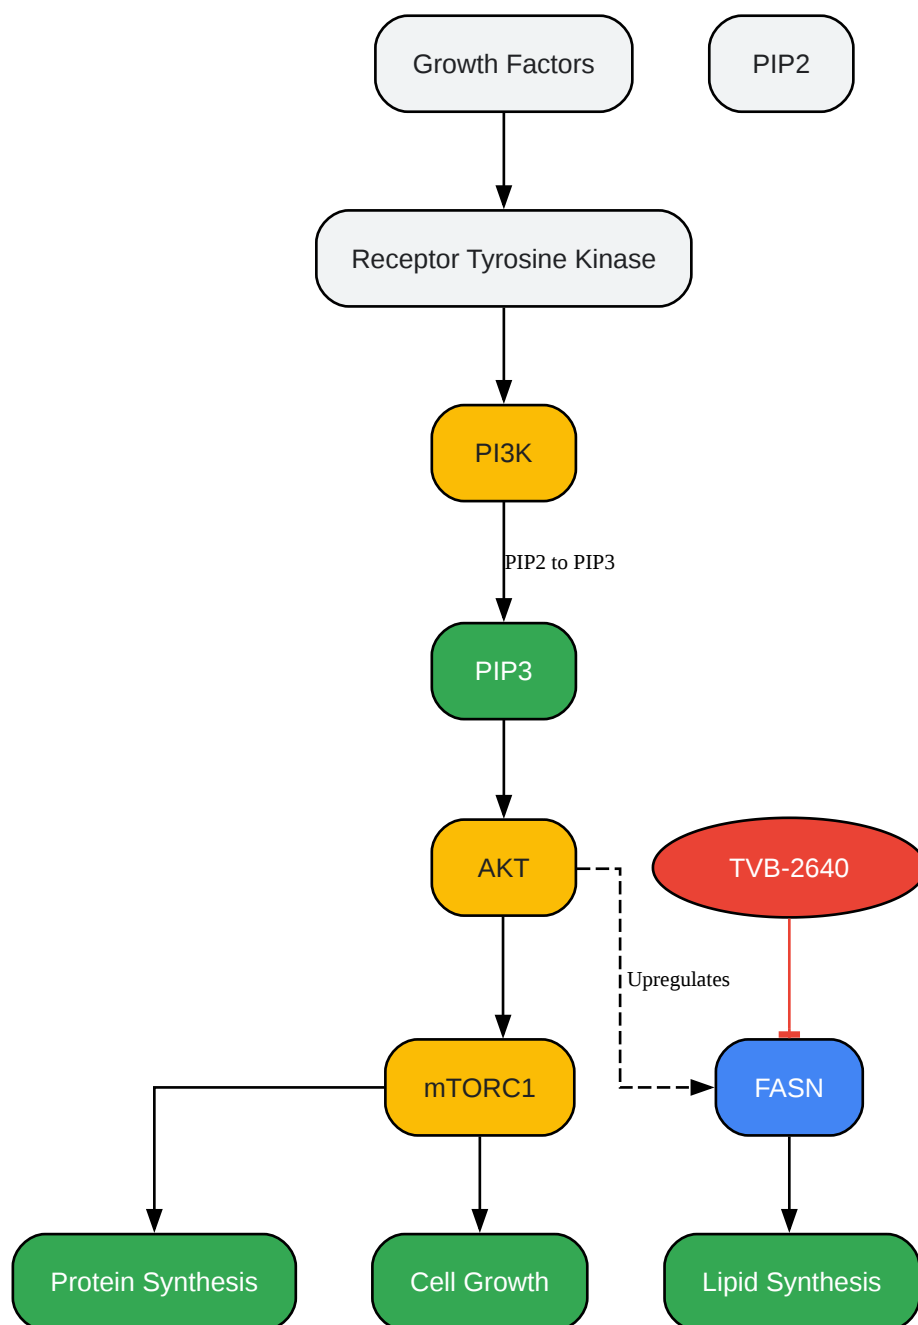 Growth Factors
PIP2
Receptor Tyrosine Kinase
PI3K
PIP2 to PIP3
PIP3
AKT
TVB-2640
Upregulates
mTORC1
FASN
Protein Synthesis
Cell Growth
Lipid Synthesis